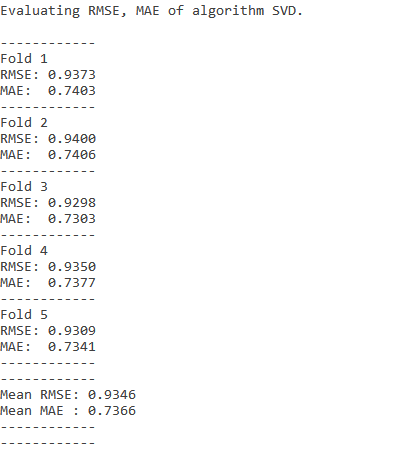 Evaluating RMSE, MAE of algorithm SVD.
------------
Fold 1
RMSE: 0.9373
MAE:  0.7403
------------
Fold 2
RMSE: 0.9400
MAE:  0.7406
------------
Fold 3
RMSE: 0.9298
MAE:  0.7303
------------
Fold 4
RMSE: 0.9350
MAE:  0.7377
------------
Fold 5
RMSE: 0.9309
MAE:  0.7341
------------
------------
Mean RMSE: 0.9346
Mean MAE : 0.7366
------------
------------